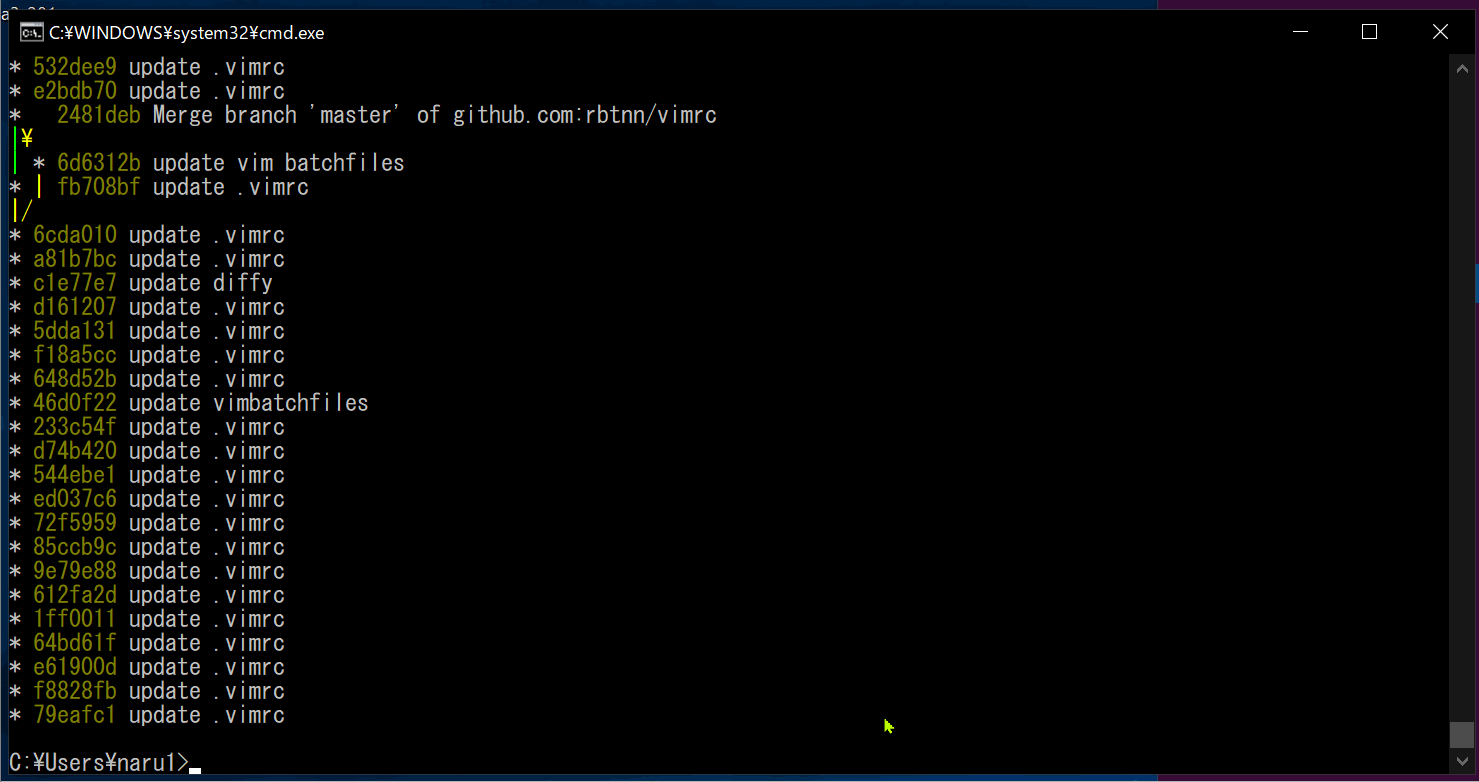 C:¥WINDOWS¥system32¥cmd.exe
* 532dee9 update .vimrc
* e2bdb70 update .vimrc
*   2481deb Merge branch 'master' of github.com:rbtnn/vimrc
|¥
| * 6d6312b update vim batchfiles
* | fb708bf update .vimrc
|/
* 6cda010 update .vimrc
* a81b7bc update .vimrc
* c1e77e7 update diffy
* d161207 update .vimrc
* 5dda131 update .vimrc
* f18a5cc update .vimrc
* 648d52b update .vimrc
* 46d0f22 update vimbatchfiles
* 233c54f update .vimrc
* d74b420 update .vimrc
* 544ebe1 update .vimrc
* ed037c6 update .vimrc
* 72f5959 update .vimrc
* 85ccb9c update .vimrc
* 9e79e88 update .vimrc
* 612fa2d update .vimrc
* 1ff0011 update .vimrc
* 64bd61f update .vimrc
* e61900d update .vimrc
* f8828fb update .vimrc
* 79eafc1 update .vimrc
C:¥Users¥naru1>